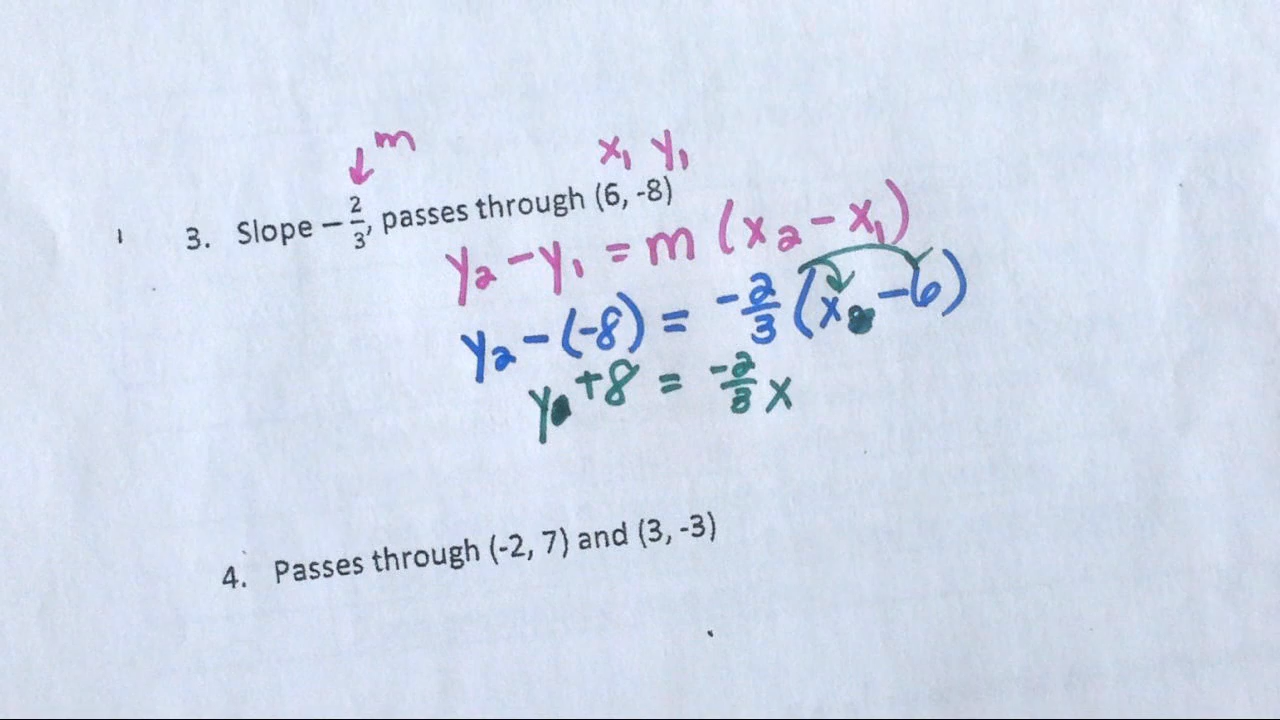 ↓ m
x₁ y₁
3. Slope −2/3, passes through (6, -8)
y₂ − y₁ = m (x₂ − x₁)
y₂ − (−8) = −2/3 (x − 6)
y + 8 = −2/3 x
4. Passes through (-2, 7) and (3, -3)